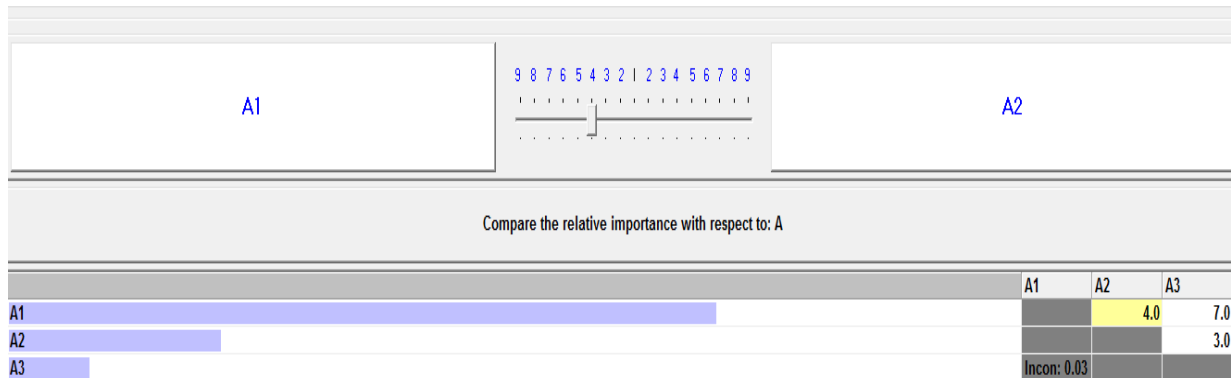 9 8 7 6 5 4 3 2 1 2 3 4 5 6 7 8 9
A1 A2
Compare the relative importance with respect to: A
A1 A2 A3
A1 4.0 7.0
A2 3.0
A3 Incon: 0.03